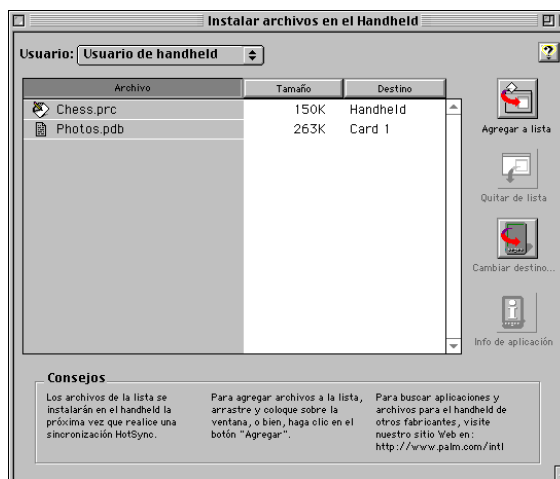 Instalar archivos en el Handheld
Usuario: Usuario de handheld
?
Archivo Tamaño Destino
Chess.prc 150K Handheld
Photos.pdb 263K Card 1
Agregar a lista
Quitar de lista
Cambiar destino...
Info de aplicación
Consejos
Los archivos de la lista se
instalarán en el handheld la
próxima vez que realice una
sincronización HotSync.
Para agregar archivos a la lista,
arrastre y coloque sobre la
ventana, o bien, haga clic en el
botón "Agregar".
Para buscar aplicaciones y
archivos para el handheld de
otros fabricantes, visite
nuestro sitio Web en:
http://www.palm.com/intl